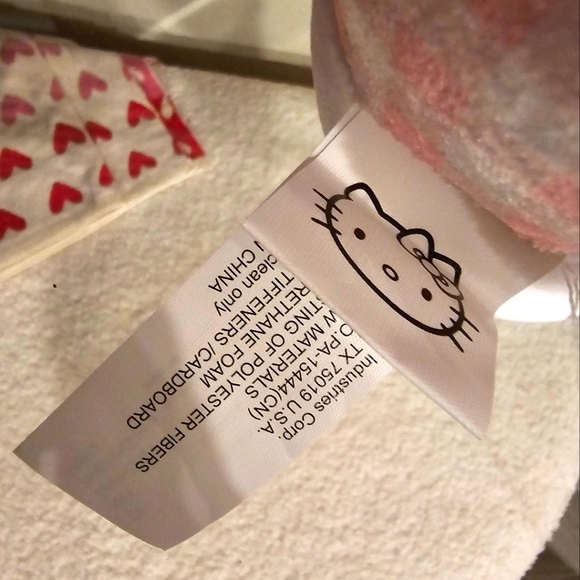 Industries Corp.
TX 75019 U.S.A.
O.PA-15444(CN)
W MATERIALS
TING OF POLYESTER FIBERS
RETHANE FOAM
TIFFENERS /CARDBOARD
clean only
CHINA